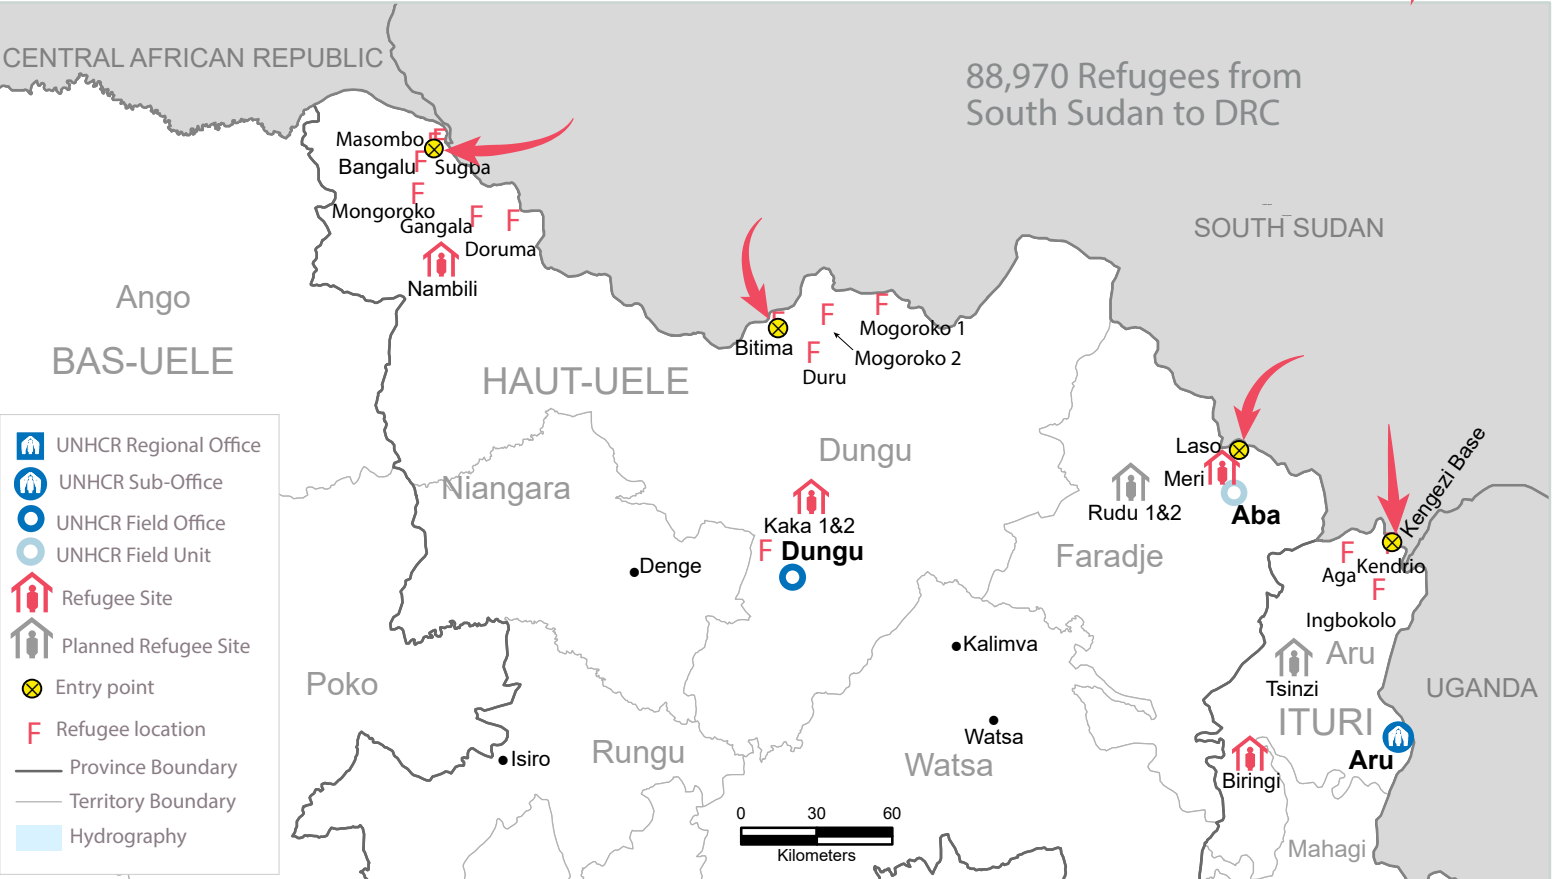 CENTRAL AFRICAN REPUBLIC
88,970 Refugees from
South Sudan to DRC
SOUTH SUDAN
Masombo
F
Bangalu
F
Sugba
F
Mongoroko
Gangala
F
F
Doruma
Nambili
Ango
BAS-UELE
HAUT-UELE
Bitima
F
F
Mogoroko 1
Mogoroko 2
F
Duru
Dungu
Niangara
Kaka 1&2
F
Dungu
Denge
Laso
Meri
Rudu 1&2
Aba
Faradje
Kengezi Base
F
Aga
Kendrio
F
Ingbokolo
Aru
Tsinzi
ITURI
UGANDA
Aru
Biringi
Mahagi
Kalimva
Watsa
Watsa
Poko
Isiro
Rungu
UNHCR Regional Office
UNHCR Sub-Office
UNHCR Field Office
UNHCR Field Unit
Refugee Site
Planned Refugee Site
Entry point
F Refugee location
Province Boundary
Territory Boundary
Hydrography
0 30 60
Kilometers